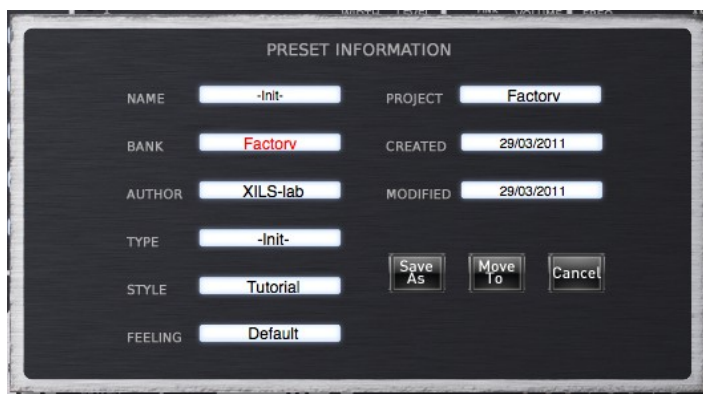 PRESET INFORMATION
NAME -Init- PROJECT Factory
BANK Factory CREATED 29/03/2011
AUTHOR XILS-lab MODIFIED 29/03/2011
TYPE -Init-
Save As Move To Cancel
STYLE Tutorial
FEELING Default